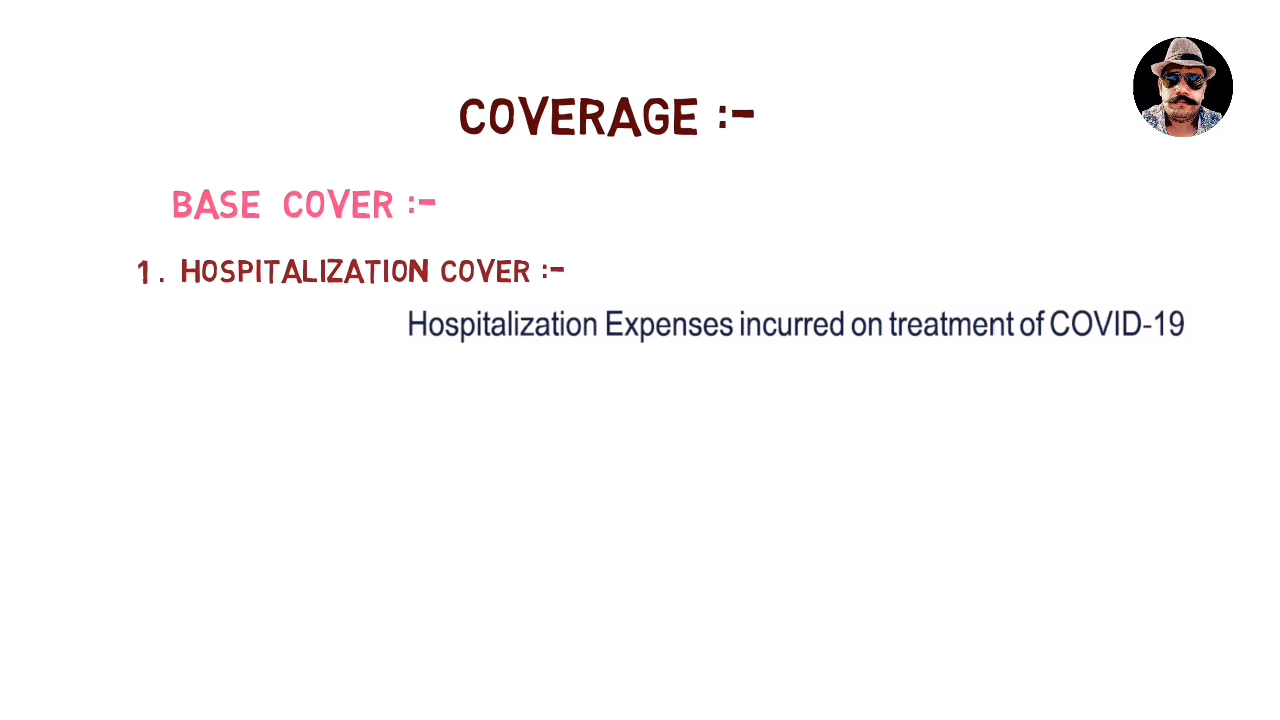 COVERAGE :-
BASE COVER :-
1. HOSPITALIZATION COVER :-
Hospitalization Expenses incurred on treatment of COVID-19